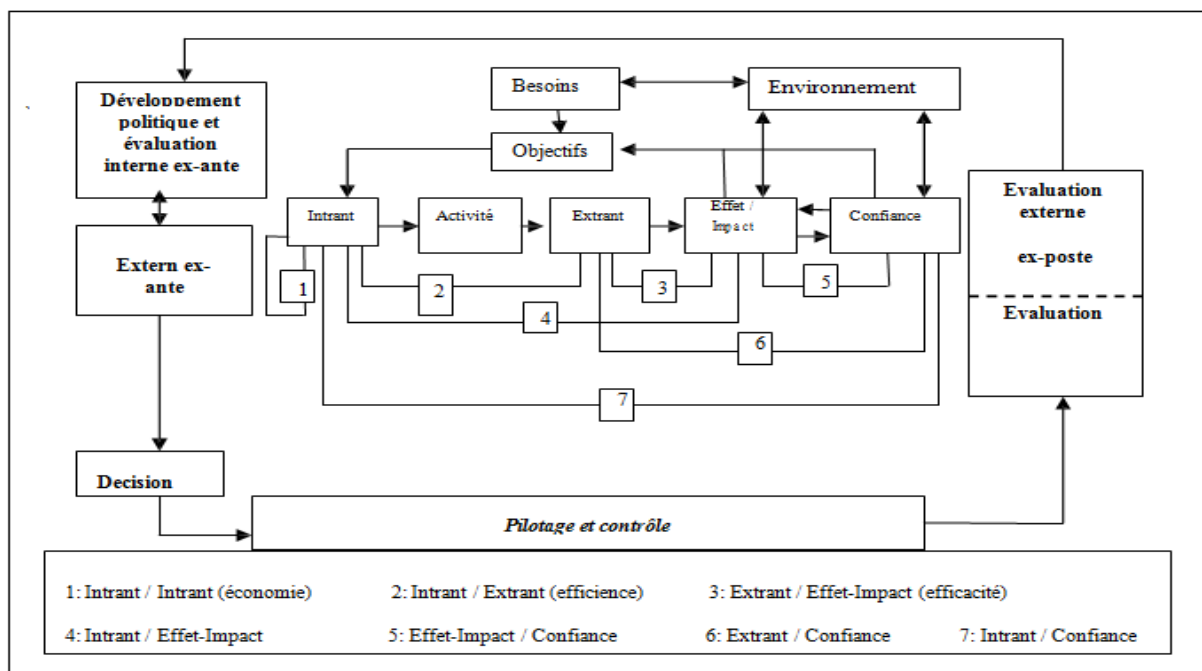 Besoins
Environnement
Développement
politique et
évaluation
interne ex-ante
Objectifs
Intrant
Activité
Extrant
Effet /
Impact
Confiance
Evaluation
externe
ex-poste
Extern ex-
ante
Evaluation
1
2
3
5
4
6
7
Decision
Pilotage et contrôle
1: Intrant / Intrant (économie)
2: Intrant / Extrant (efficience)
3: Extrant / Effet-Impact (efficacité)
4: Intrant / Effet-Impact
5: Effet-Impact / Confiance
6: Extrant / Confiance
7: Intrant / Confiance